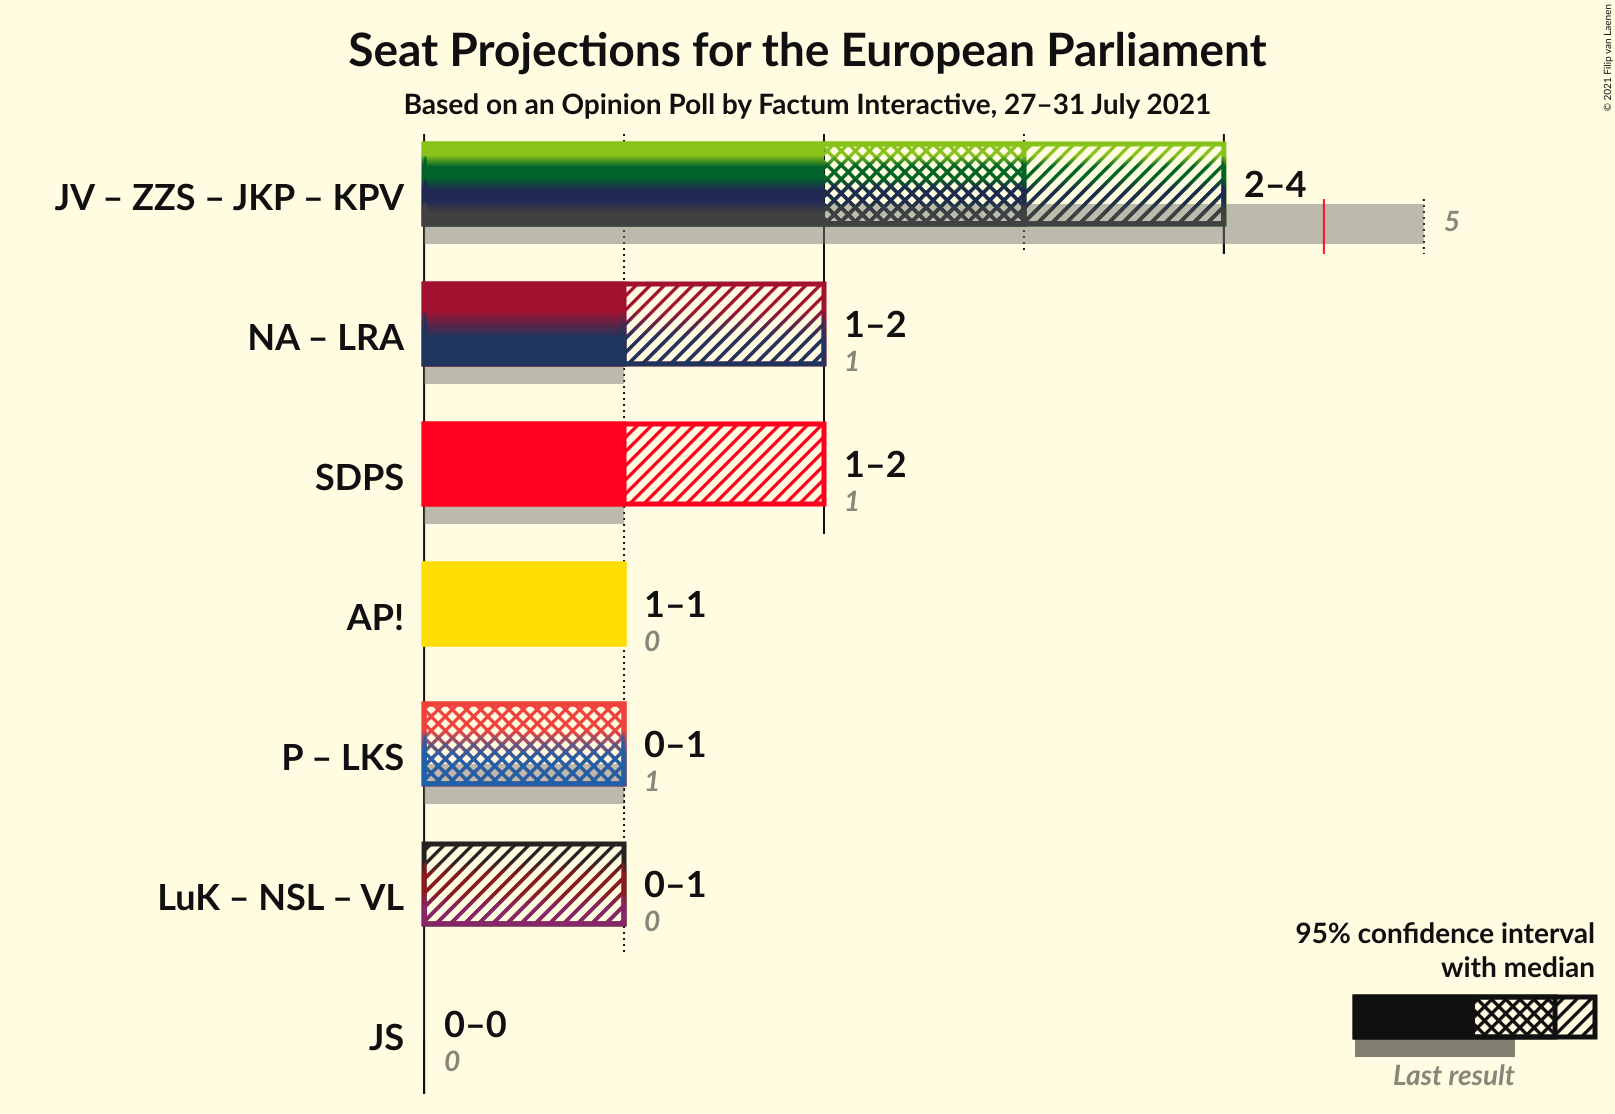 Seat Projections for the European Parliament
Based on an Opinion Poll by Factum Interactive, 27–31 July 2021
© 2021 Filip van Laenen
JV – ZZS – JKP – KPV
2–4
5
NA – LRA
1–2
1
SDPS
1–2
1
AP!
1–1
0
P – LKS
0–1
1
LuK – NSL – VL
0–1
0
JS
0–0
0
95% confidence interval
with median
Last result